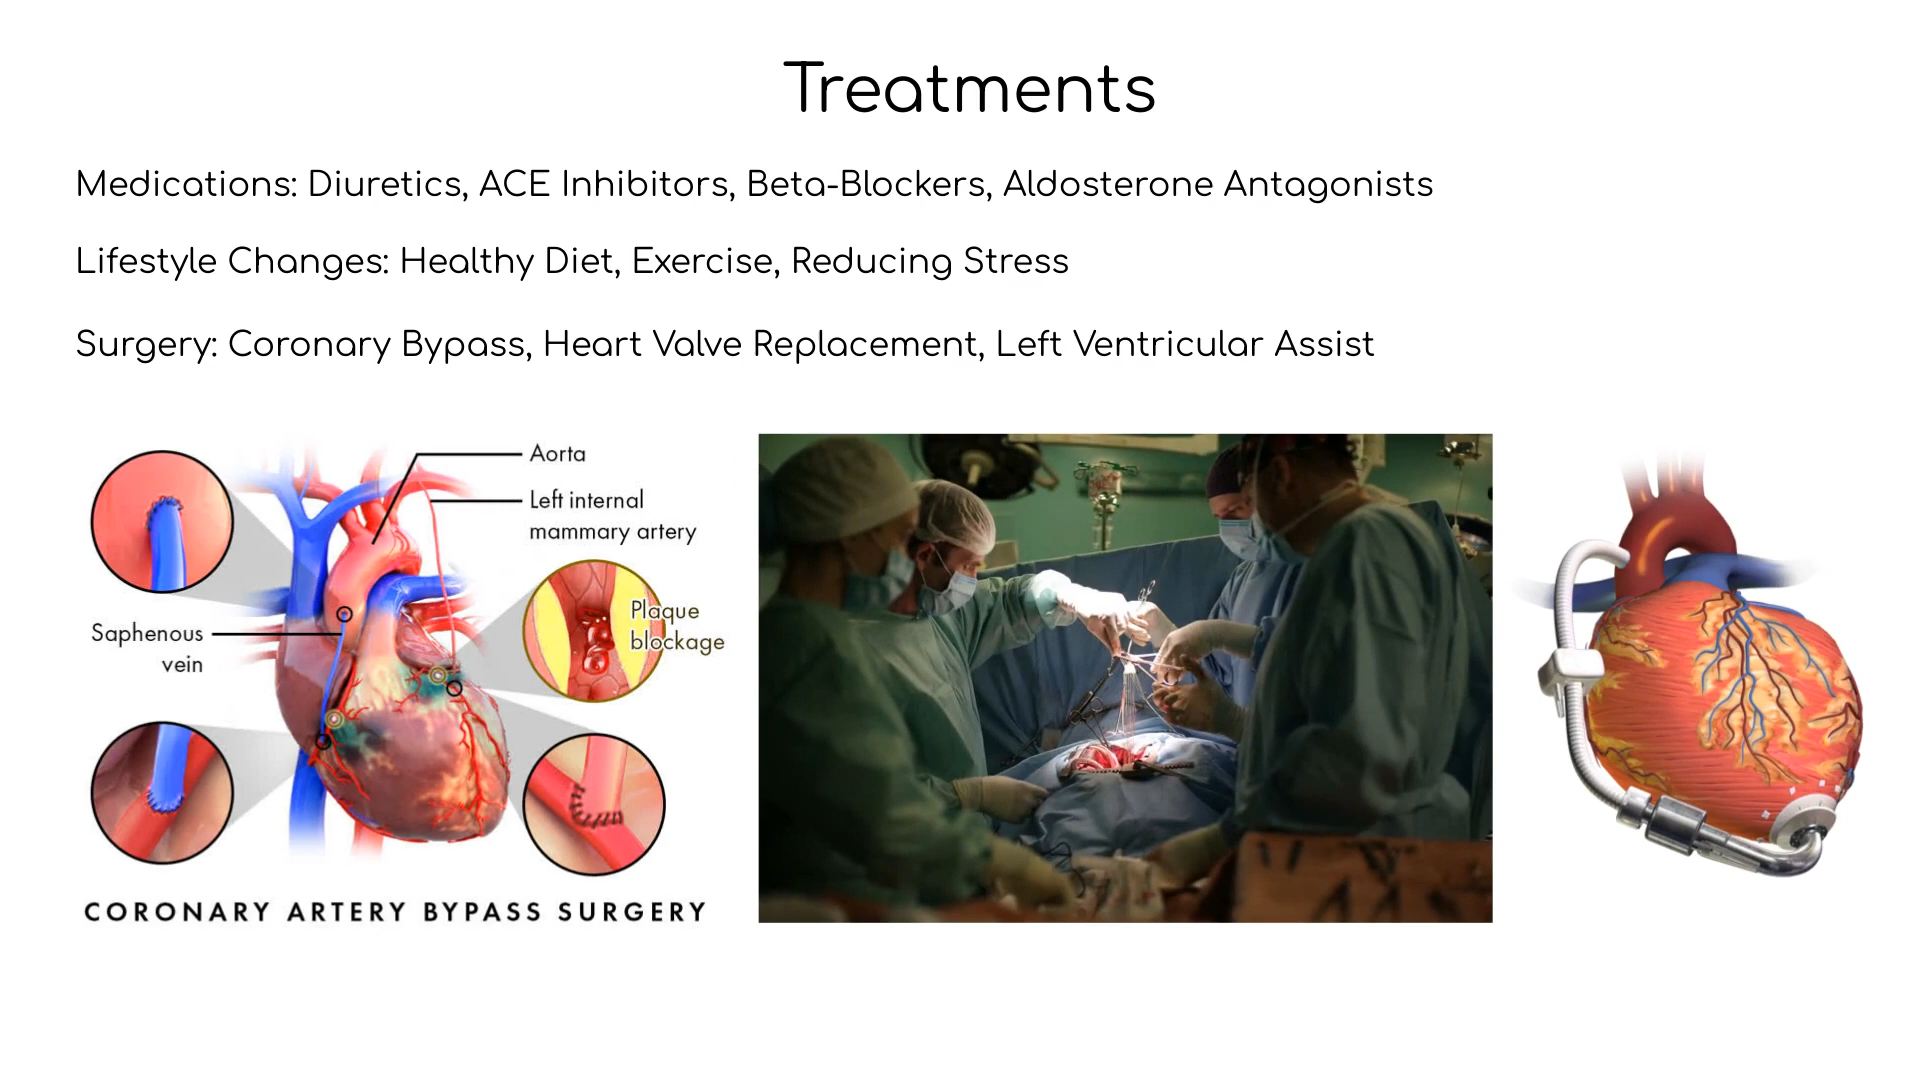 Treatments
Medications: Diuretics, ACE Inhibitors, Beta-Blockers, Aldosterone Antagonists
Lifestyle Changes: Healthy Diet, Exercise, Reducing Stress
Surgery: Coronary Bypass, Heart Valve Replacement, Left Ventricular Assist
Aorta
Left internal
mammary artery
Plaque
blockage
Saphenous
vein
CORONARY ARTERY BYPASS SURGERY